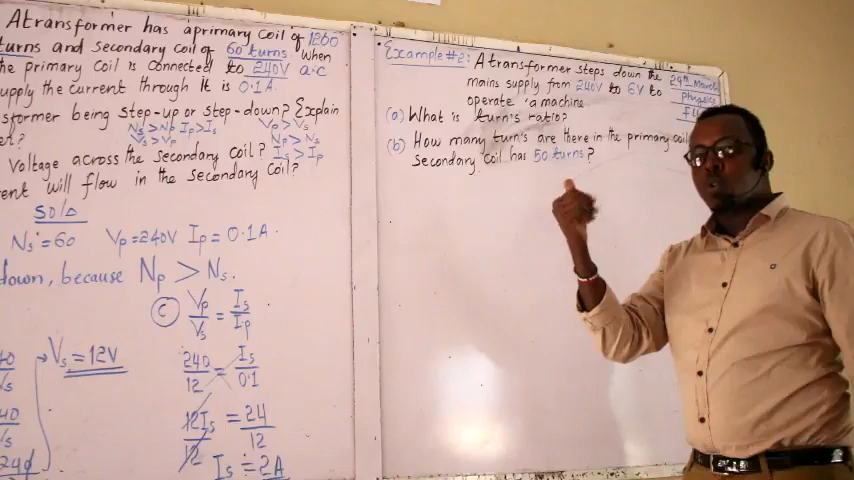 A transformer has a primary coil of 1200
turns and secondary coil of 60 turns when
the primary coil is connected to 240V a.c
supply the current through it is 0.1A.
sformer being step-up or step-down? Explain
Ns>Np Ip>Is Vp>Vs
Vs>Vp Np>Ns
Voltage across the secondary coil? Is>Ip
ent will flow in the secondary coil?
Ns=60 Vp=240V Ip=0.1A
down, because Np > Ns.
(C) Vp/Vs = Is/Ip
Vs=12V
240/12 = Is/0.1
12Is/12 = 24/12
Is=2A
Example #2: A transformer steps down the
mains supply from 240V to 6V to
operate a machine
(a) What is turn's ratio?
(b) How many turn's are there in the primary coil
secondary coil has 50 turns?
Physics